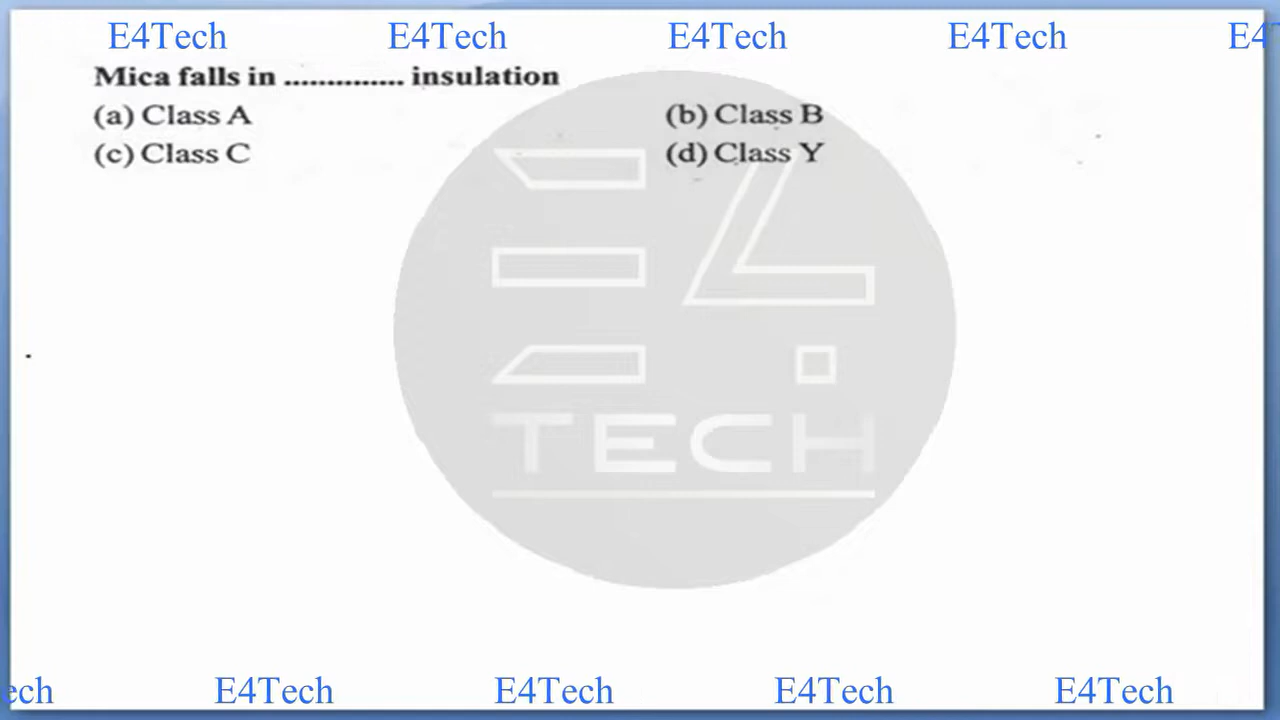 E4Tech E4Tech E4Tech E4Tech E4
Mica falls in .............. insulation
(a) Class A (b) Class B
(c) Class C (d) Class Y
E4.
TECH
ech E4Tech E4Tech E4Tech E4Tech